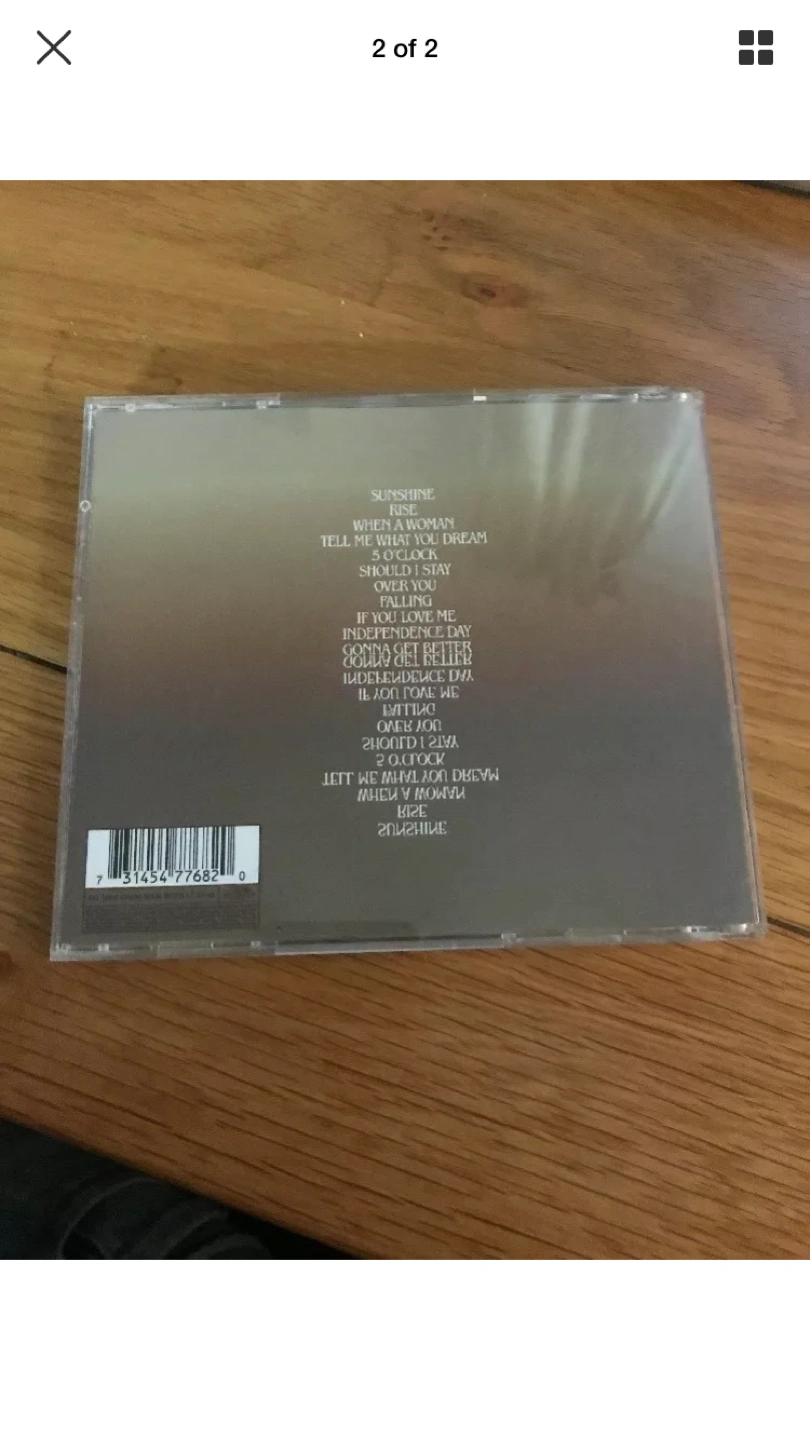 2 of 2
SUNSHINE
RISE
WHEN A WOMAN
TELL ME WHAT YOU DREAM
5 O'CLOCK
SHOULD I STAY
OVER YOU
FALLING
IF YOU LOVE ME
INDEPENDENCE DAY
GONNA GET BETTER
GONNA GET BETTER
INDEPENDENCE DAY
IF YOU LOVE ME
FALLING
OVER YOU
SHOULD I STAY
5 O'CLOCK
TELL ME WHAT YOU DREAM
WHEN A WOMAN
RISE
SUNSHINE
7 31454 77682 0